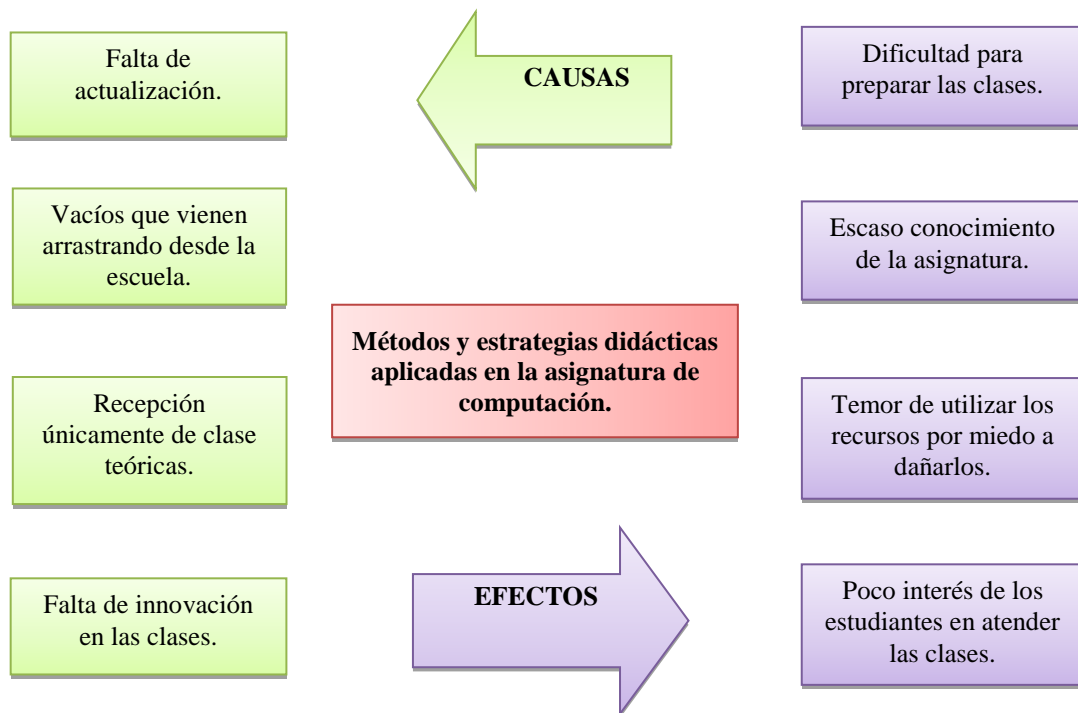 Falta de
actualización.
CAUSAS
Dificultad para
preparar las clases.
Vacíos que vienen
arrastrando desde la
escuela.
Escaso conocimiento
de la asignatura.
Métodos y estrategias didácticas
aplicadas en la asignatura de
computación.
Recepción
únicamente de clase
teóricas.
Temor de utilizar los
recursos por miedo a
dañarlos.
Falta de innovación
en las clases.
EFECTOS
Poco interés de los
estudiantes en atender
las clases.